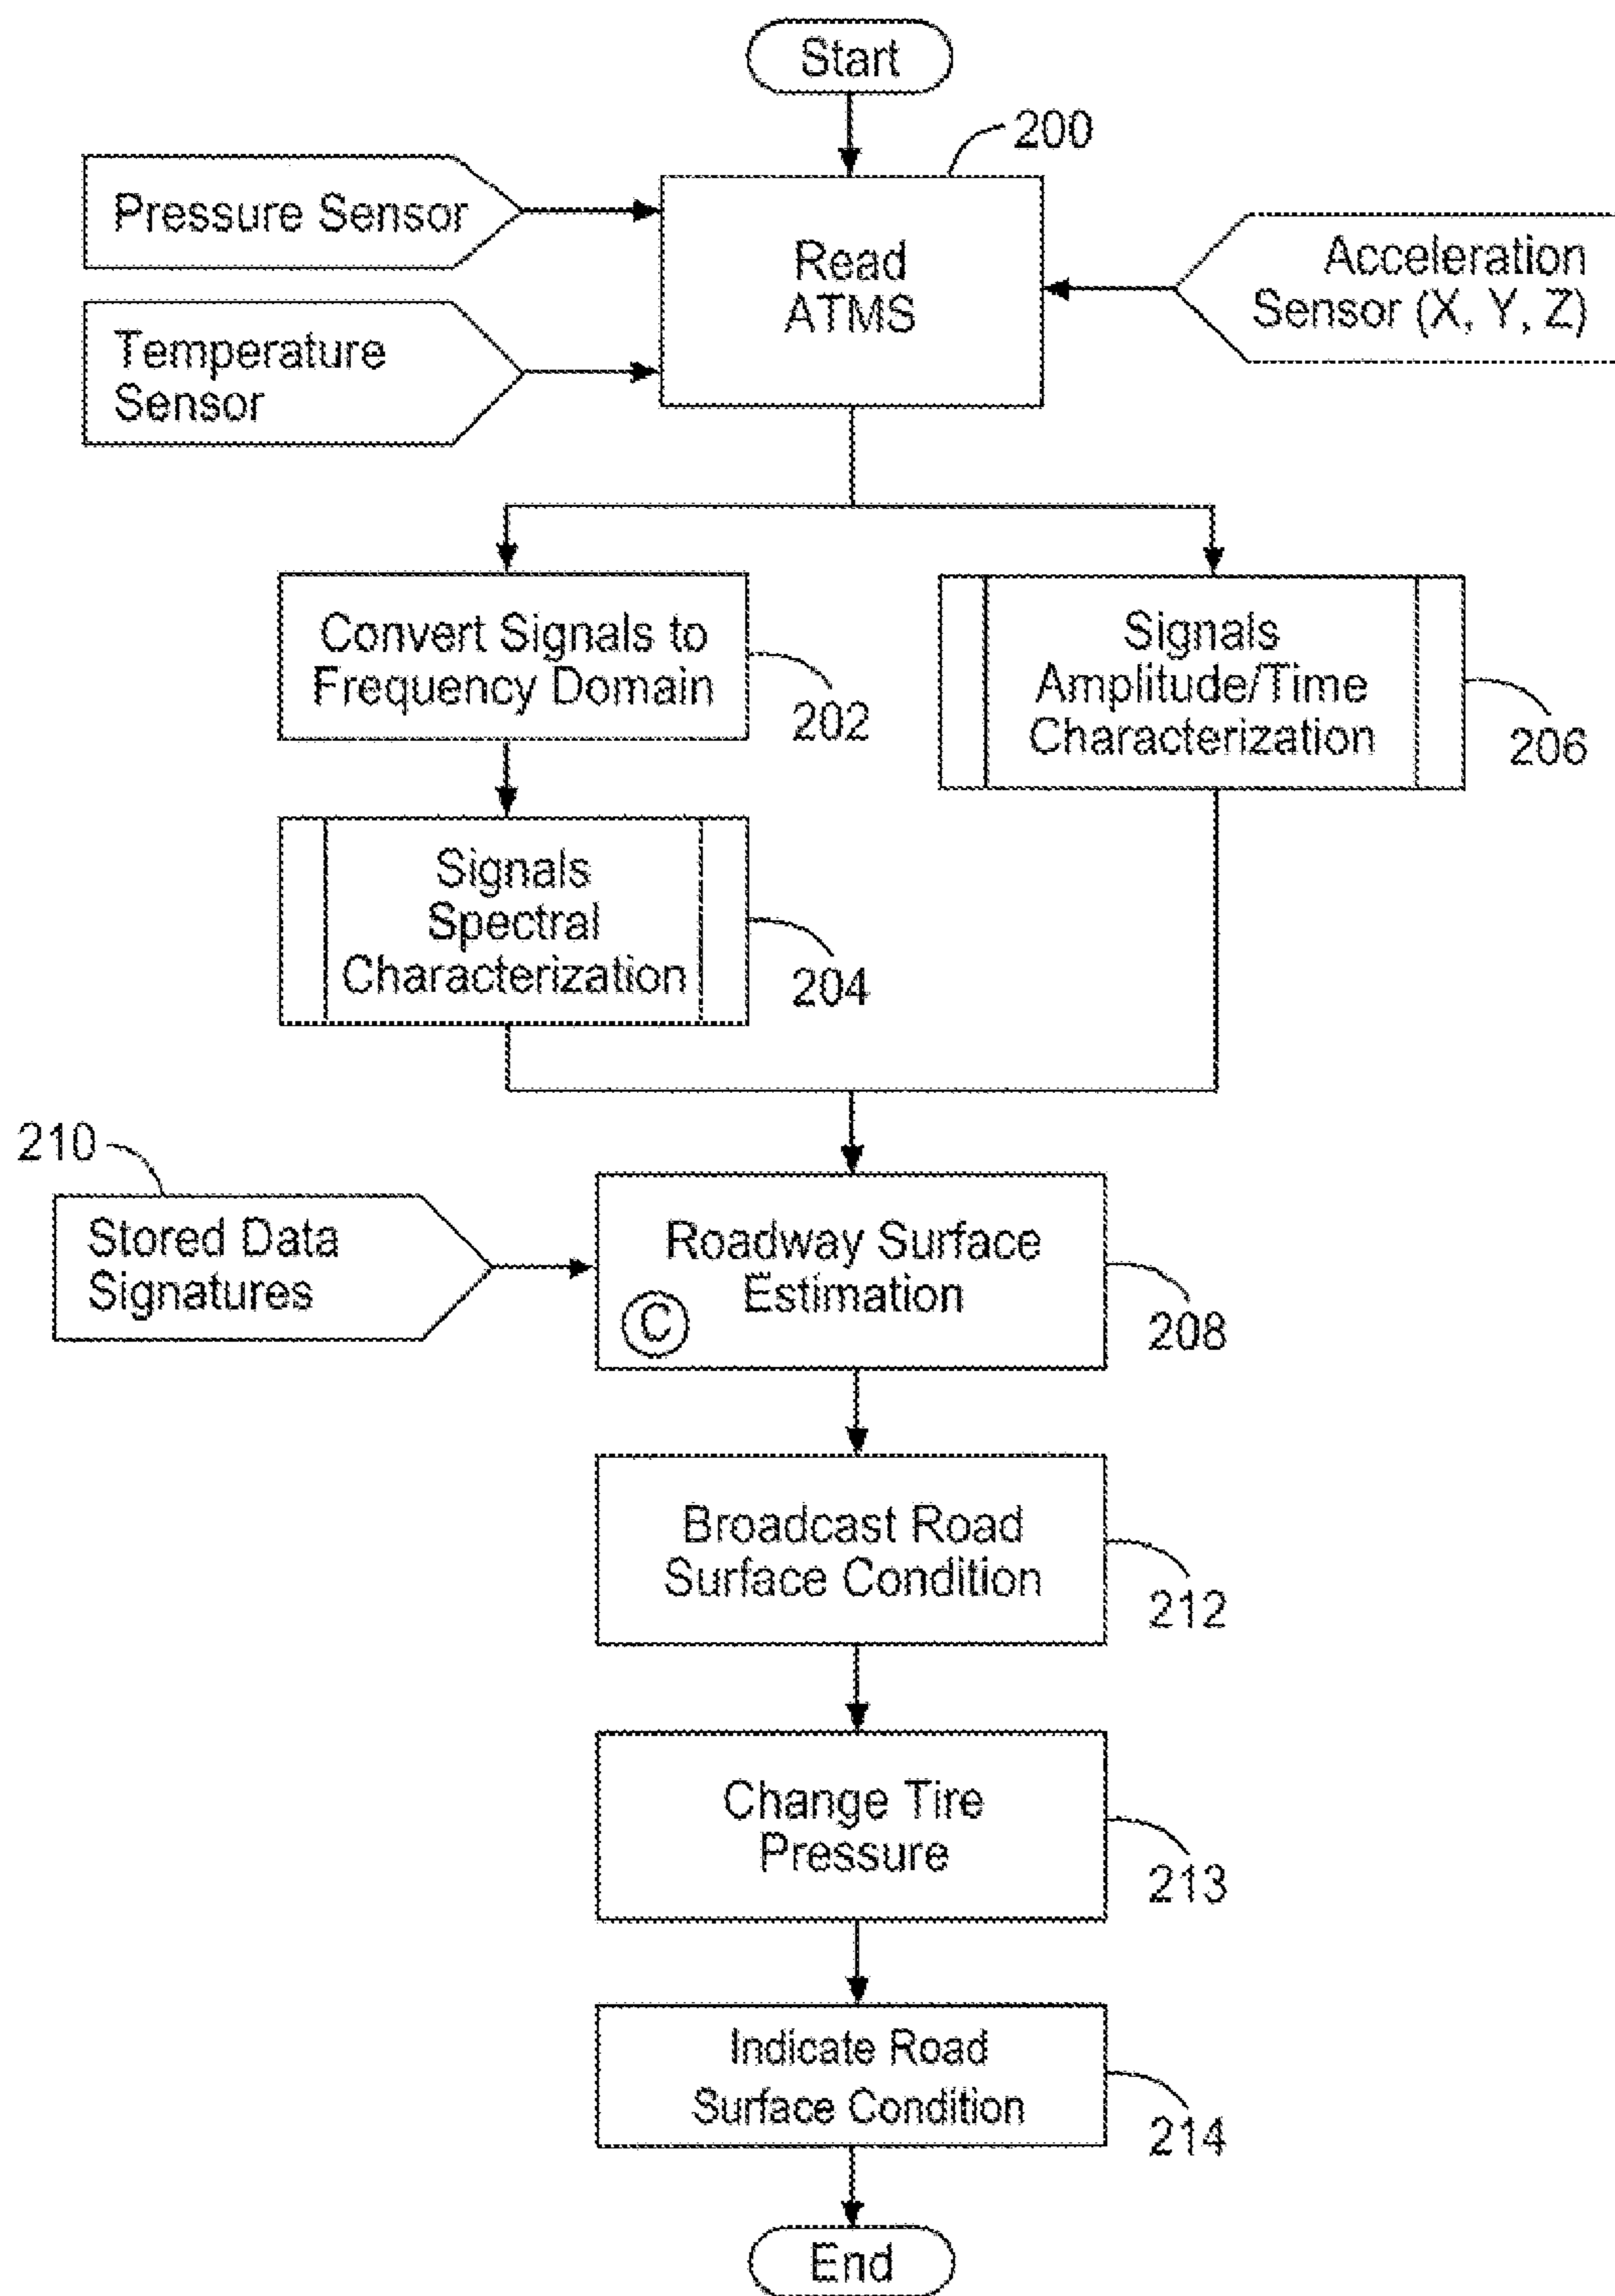 Start
200
Pressure Sensor
Read
ATMS
Acceleration
Sensor (X, Y, Z)
Temperature
Sensor
Convert Signals to
Frequency Domain
202
Signals
Amplitude/Time
Characterization
206
Signals
Spectral
Characterization
204
210
Stored Data
Signatures
Roadway Surface
Estimation
C
208
Broadcast Road
Surface Condition
212
Change Tire
Pressure
213
Indicate Road
Surface Condition
214
End